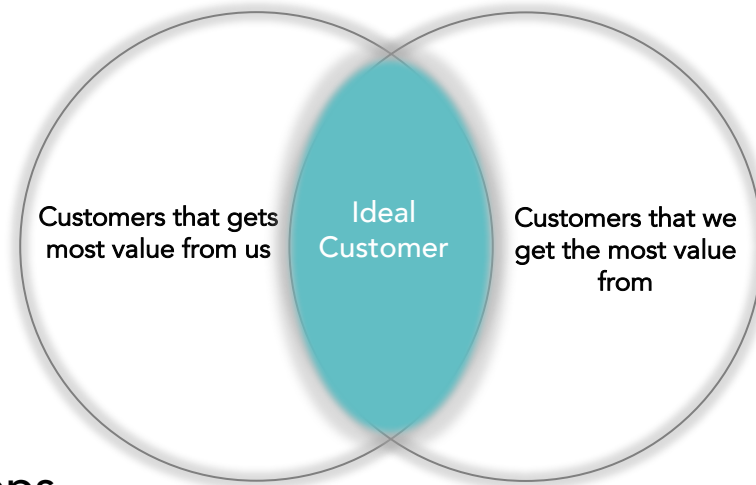 Customers that gets
most value from us
Ideal
Customer
Customers that we
get the most value
from